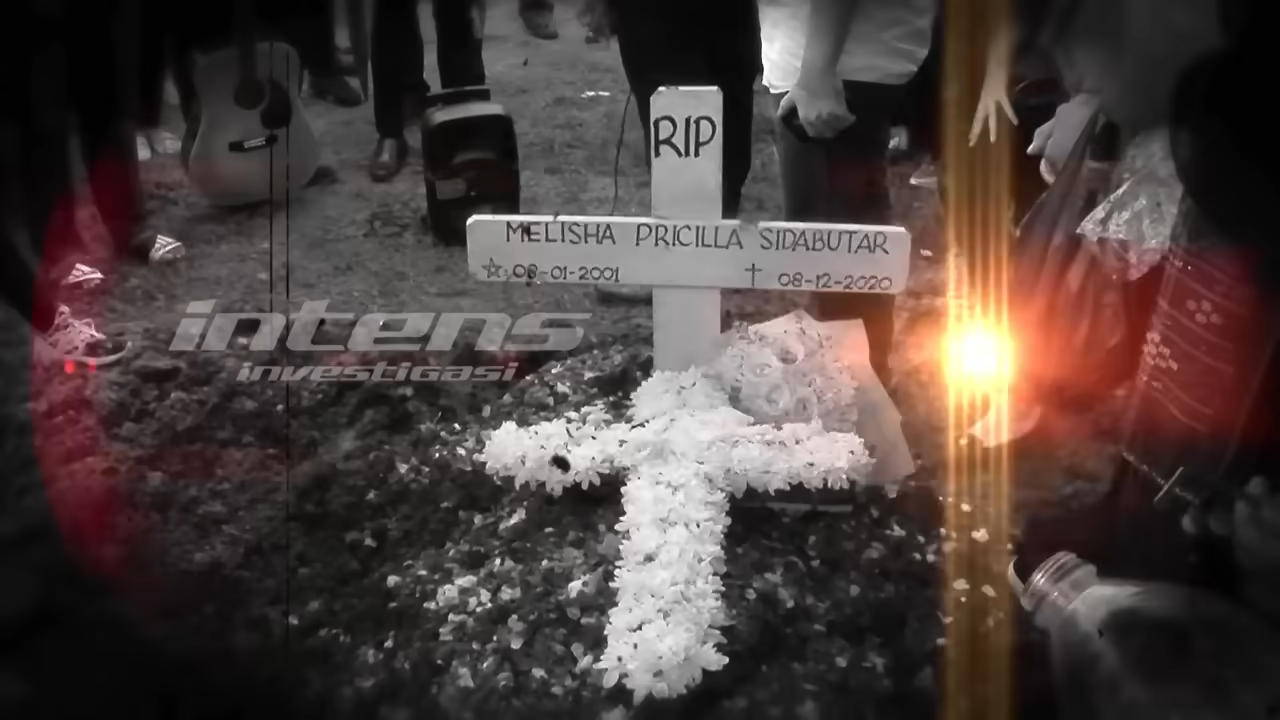 RIP
MELISHA PRICILLA SIDABUTAR
☆ 08-01-2001 † 08-12-2020
intens
investigasi